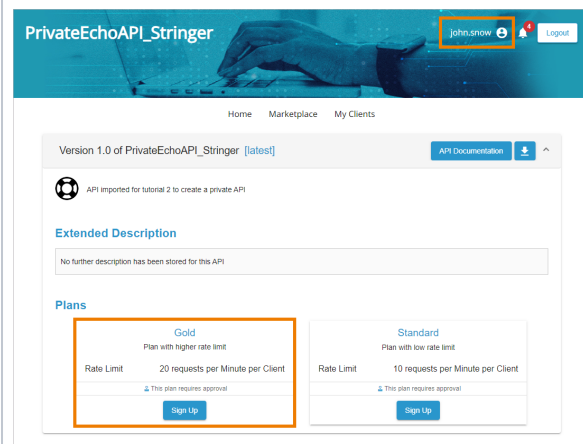 PrivateEchoAPI_Stringer
john.snow
4
Logout
Home Marketplace My Clients
Version 1.0 of PrivateEchoAPI_Stringer [latest]
API Documentation
API imported for tutorial 2 to create a private API
Extended Description
No further description has been stored for this API
Plans
Gold
Plan with higher rate limit
Rate Limit 20 requests per Minute per Client
This plan requires approval
Sign Up
Standard
Plan with low rate limit
Rate Limit 10 requests per Minute per Client
This plan requires approval
Sign Up